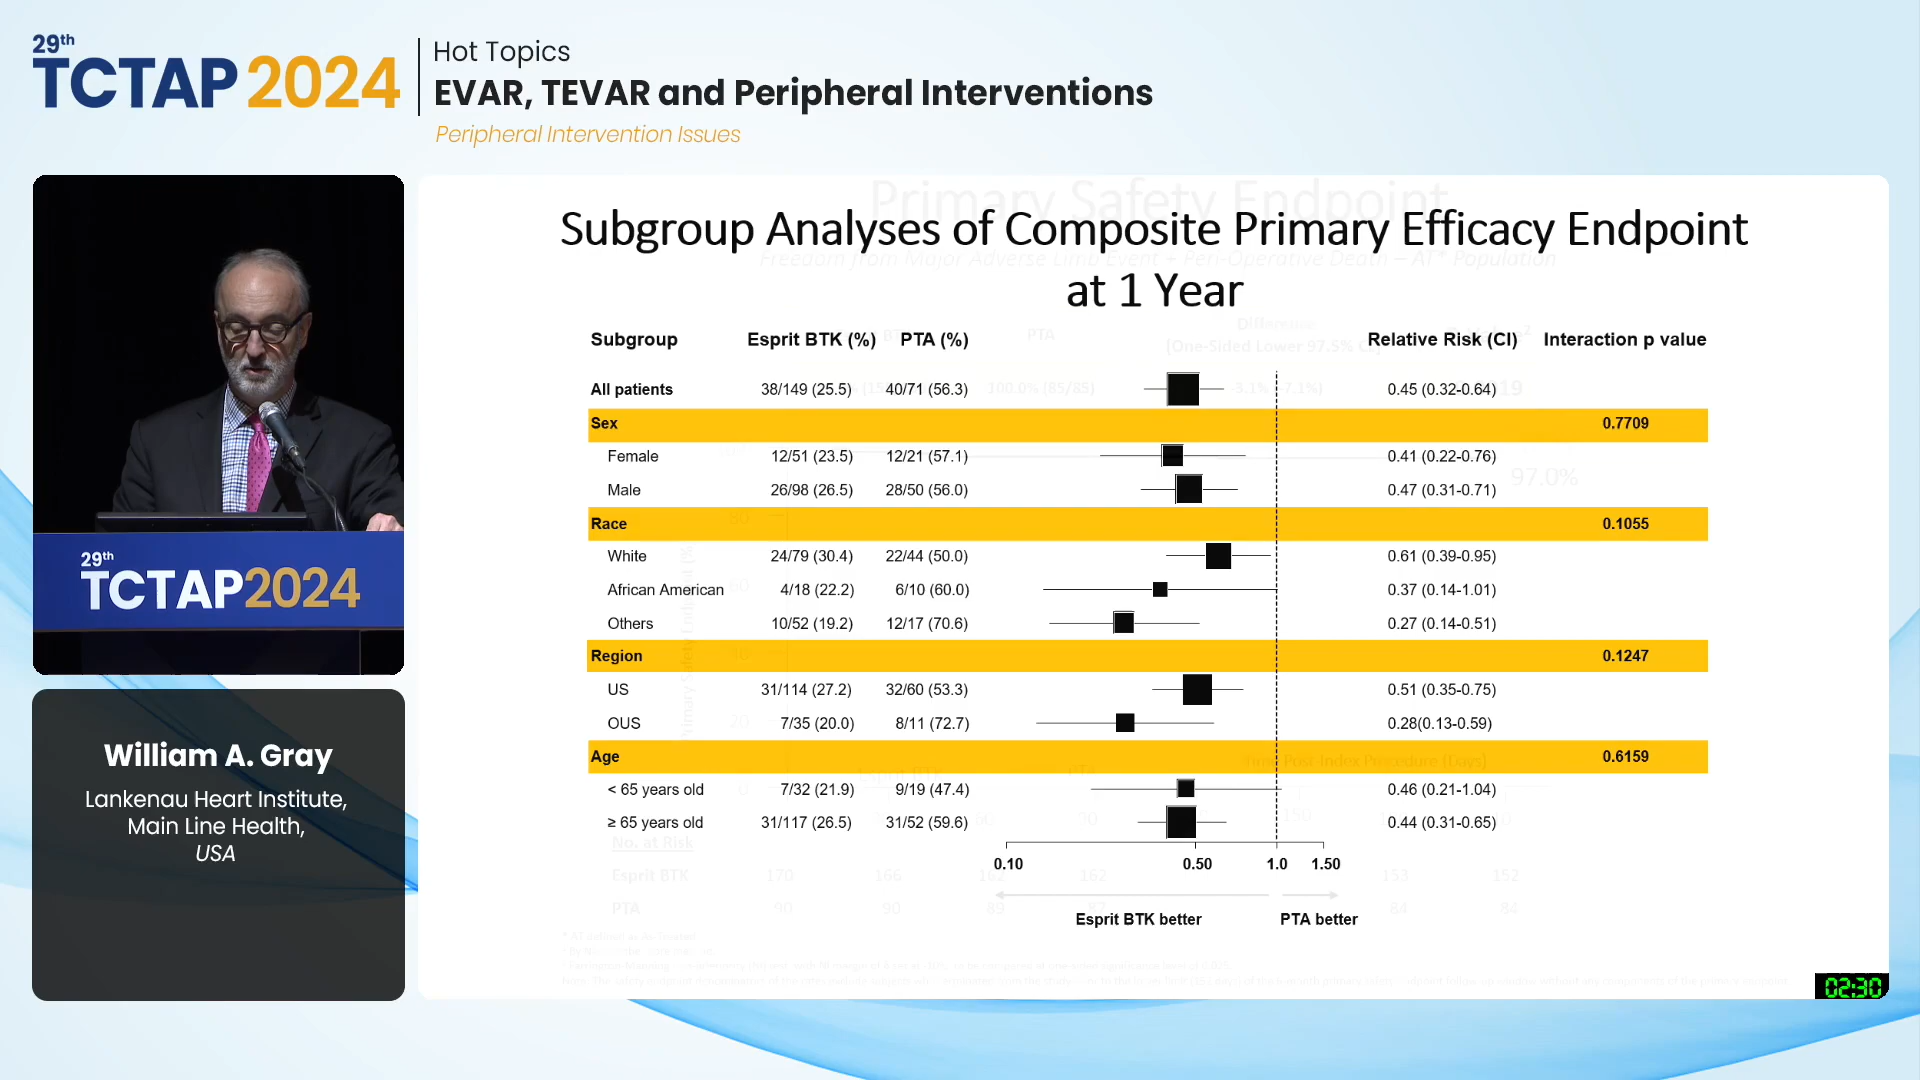 29th
TCTAP 2024
Hot Topics
EVAR, TEVAR and Peripheral Interventions
Peripheral Intervention Issues
29th
TCTAP2024
William A. Gray
Lankenau Heart Institute,
Main Line Health,
USA
Primary Safety Endpoint
Subgroup Analyses of Composite Primary Efficacy Endpoint
Freedom from Major Adverse Limb Event + Peri-Operative Death – AT* Population
at 1 Year
Subgroup Esprit BTK (%) PTA (%) Relative Risk (CI) Interaction p value
All patients 38/149 (25.5) 40/71 (56.3) 0.45 (0.32-0.64)
Sex 0.7709
Female 12/51 (23.5) 12/21 (57.1) 0.41 (0.22-0.76)
Male 26/98 (26.5) 28/50 (56.0) 0.47 (0.31-0.71)
97.0%
Race 0.1055
White 24/79 (30.4) 22/44 (50.0) 0.61 (0.39-0.95)
African American 4/18 (22.2) 6/10 (60.0) 0.37 (0.14-1.01)
Others 10/52 (19.2) 12/17 (70.6) 0.27 (0.14-0.51)
Region 0.1247
US 31/114 (27.2) 32/60 (53.3) 0.51 (0.35-0.75)
OUS 7/35 (20.0) 8/11 (72.7) 0.28(0.13-0.59)
Age 0.6159
< 65 years old 7/32 (21.9) 9/19 (47.4) 0.46 (0.21-1.04)
≥ 65 years old 31/117 (26.5) 31/52 (59.6) 0.44 (0.31-0.65)
No. at Risk
0.10 0.50 1.0 1.50
Esprit BTK 170 166 162 162 153 152
PTA 90 90 89 87 84 84
Esprit BTK better PTA better
02:30